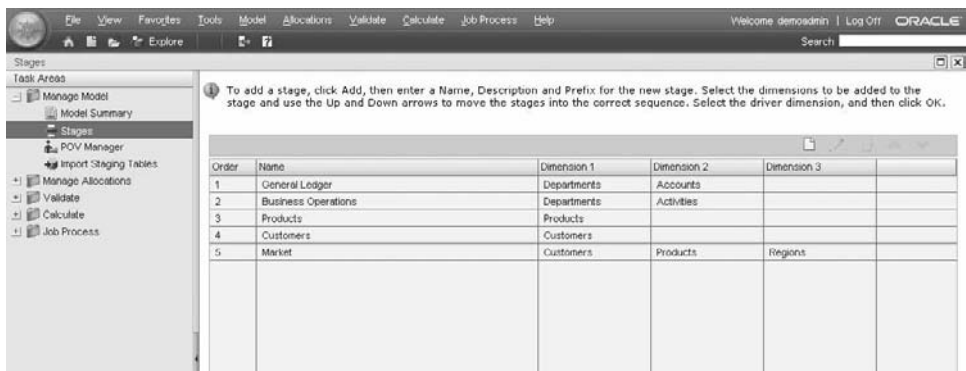 File View Favorites Tools Model Allocations Validate Calculate Job Process Help Welcome demoadmin | Log Off ORACLE
Explore Search
Stages
Task Areas
Manage Model
Model Summary
Stages
POV Manager
Import Staging Tables
Manage Allocations
Validate
Calculate
Job Process
To add a stage, click Add, then enter a Name, Description and Prefix for the new stage. Select the dimensions to be added to the
stage and use the Up and Down arrows to move the stages into the correct sequence. Select the driver dimension, and then click OK.
Order Name Dimension 1 Dimension 2 Dimension 3
1 General Ledger Departments Accounts
2 Business Operations Departments Activities
3 Products Products
4 Customers Customers
5 Market Customers Products Regions